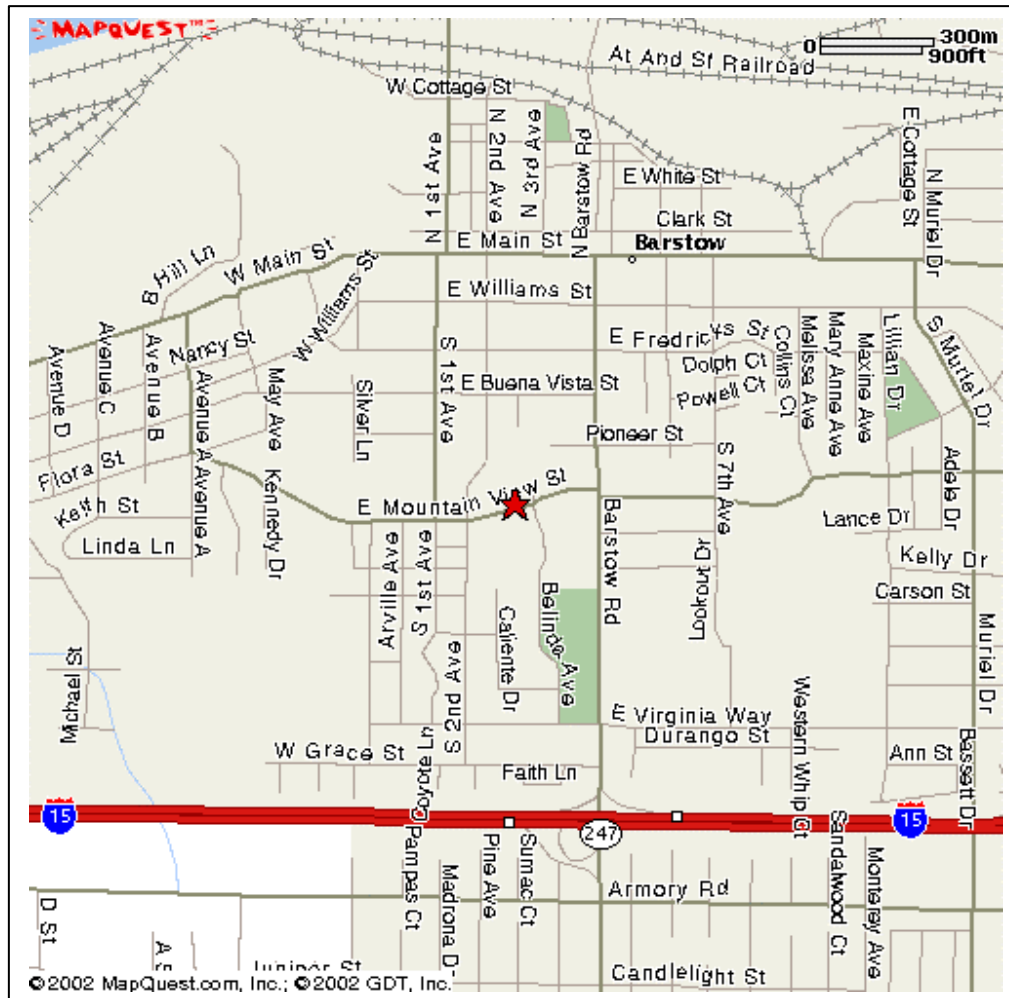 MAPQUEST
0 300m
900ft
At And Sf Railroad
W Cottage St
N 1st Ave
N 2nd Ave
N 3rd Ave
N Barstow Rd
E White St
Clark St
E Cottage St
N Muriel Dr
E Main St
Barstow
B Hill Ln
W Main St
W Williams St
E Williams St
Avenue D
Avenue C
Avenue B
Nancy St
Avenue A
May Ave
Silver Ln
S 1st Ave
E Buena Vista St
E Fredricks St
Dolph Ct
Powell Ct
Collins Ct
Melissa Ave
Mary Anne Ave
Maxine Ave
Lillian Dr
S Muriel Dr
Pioneer St
Flora St
Keith St
Linda Ln
Avenue A
Kennedy Dr
E Mountain View St
S 7th Ave
Adele Dr
Lance Dr
Kelly Dr
Carson St
Arville Ave
S 1st Ave
S 2nd Ave
Caliente Dr
Belinda Ave
Barstow Rd
Lookout Dr
Muriel Dr
Michael St
W Grace St
Coyote Ln
Faith Ln
E Virginia Way
Durango St
Western Whip Ct
Ann St
Bassett Dr
15
247
15
Pampas Ct
Madrona D
Pine Ave
Sumac Ct
Armory Rd
Sandalwood Ct
Monterey Ave
D St
A S
Juniper St
Candlelight St
©2002 MapQuest.com, Inc.; ©2002 GDT, Inc.